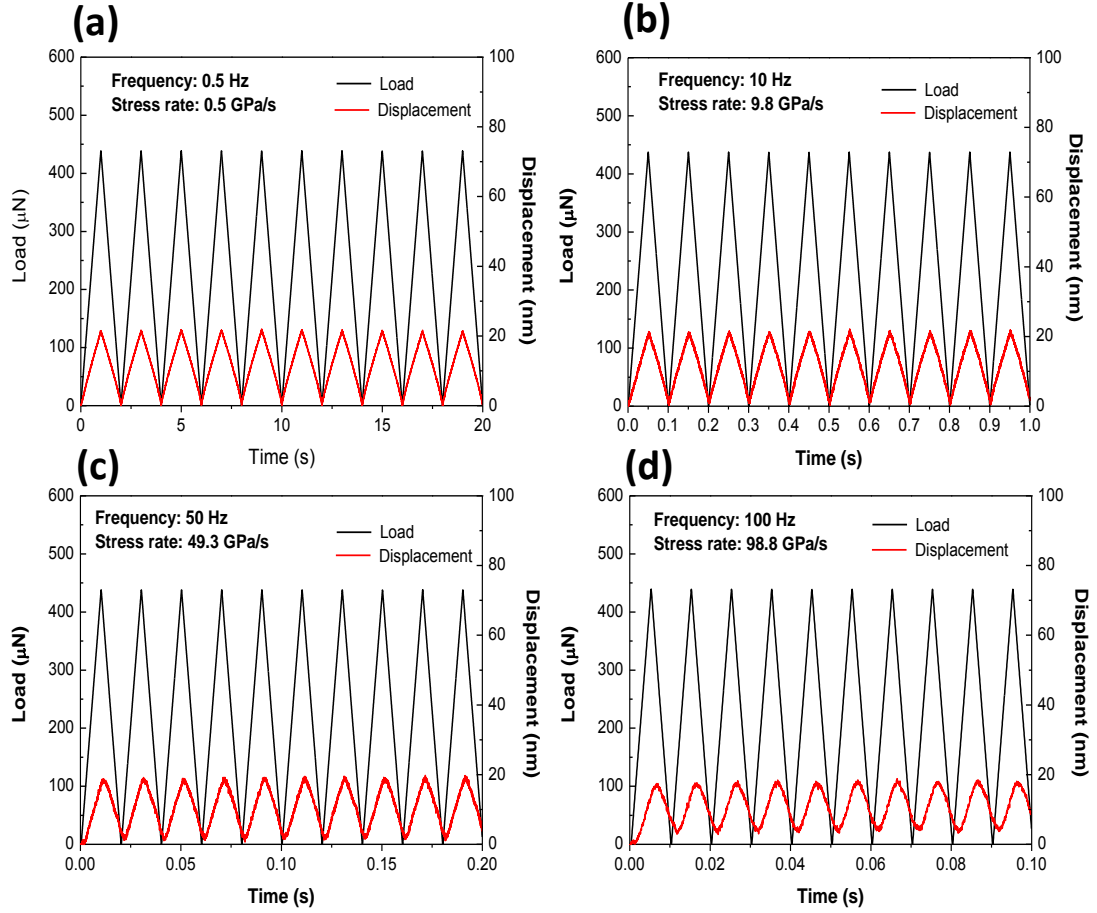 (a)
Frequency: 0.5 Hz
Stress rate: 0.5 GPa/s
Load
Displacement
600
500
400
300
200
100
0
Load (μN)
100
80
60
40
20
0
Displacement (nm)
0 5 10 15 20
Time (s)
(b)
Frequency: 10 Hz
Stress rate: 9.8 GPa/s
Load
Displacement
600
500
400
300
200
100
0
Load (μN)
100
80
60
40
20
0
Displacement (nm)
0.0 0.1 0.2 0.3 0.4 0.5 0.6 0.7 0.8 0.9 1.0
Time (s)
(c)
Frequency: 50 Hz
Stress rate: 49.3 GPa/s
Load
Displacement
600
500
400
300
200
100
0
Load (μN)
100
80
60
40
20
0
Displacement (nm)
0.00 0.05 0.10 0.15 0.20
Time (s)
(d)
Frequency: 100 Hz
Stress rate: 98.8 GPa/s
Load
Displacement
600
500
400
300
200
100
0
Load (μN)
100
80
60
40
20
0
Displacement (nm)
0.00 0.02 0.04 0.06 0.08 0.10
Time (s)